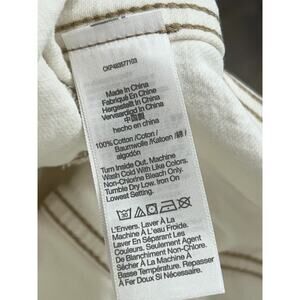 CKP493577103
Made In China
Fabriqué En Chine
Hergestellt In China
Vervaardigd In China
中国製
hecho en china
100% Cotton /Coton /
Baumwolle /Katoen /綿 /
algodón
Turn Inside Out. Machine
Wash Cold With Like Colors.
Non-Chlorine Bleach Only.
Tumble Dry Low. Iron On
Lowest Setting.
L'Envers. Laver À La
Machine À L'eau Froide.
Laver En Séparant Les
Couleurs. Seulement Agent
De Blanchiment Non-Chloré.
Sécher À La Machine À
Basse Température. Repasser
À Fer Doux Si Nécessaire.